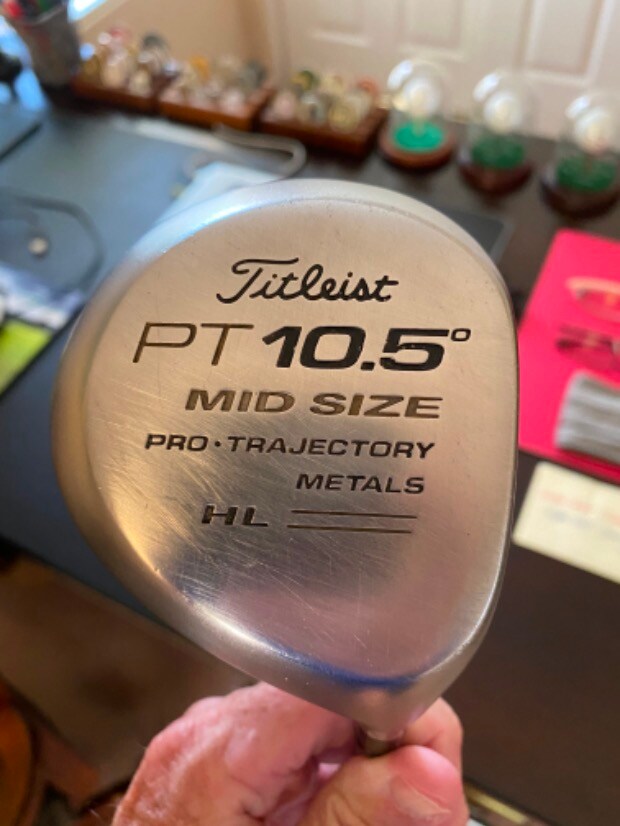 Titleist
PT 10.5°
MID SIZE
PRO·TRAJECTORY
METALS
HL